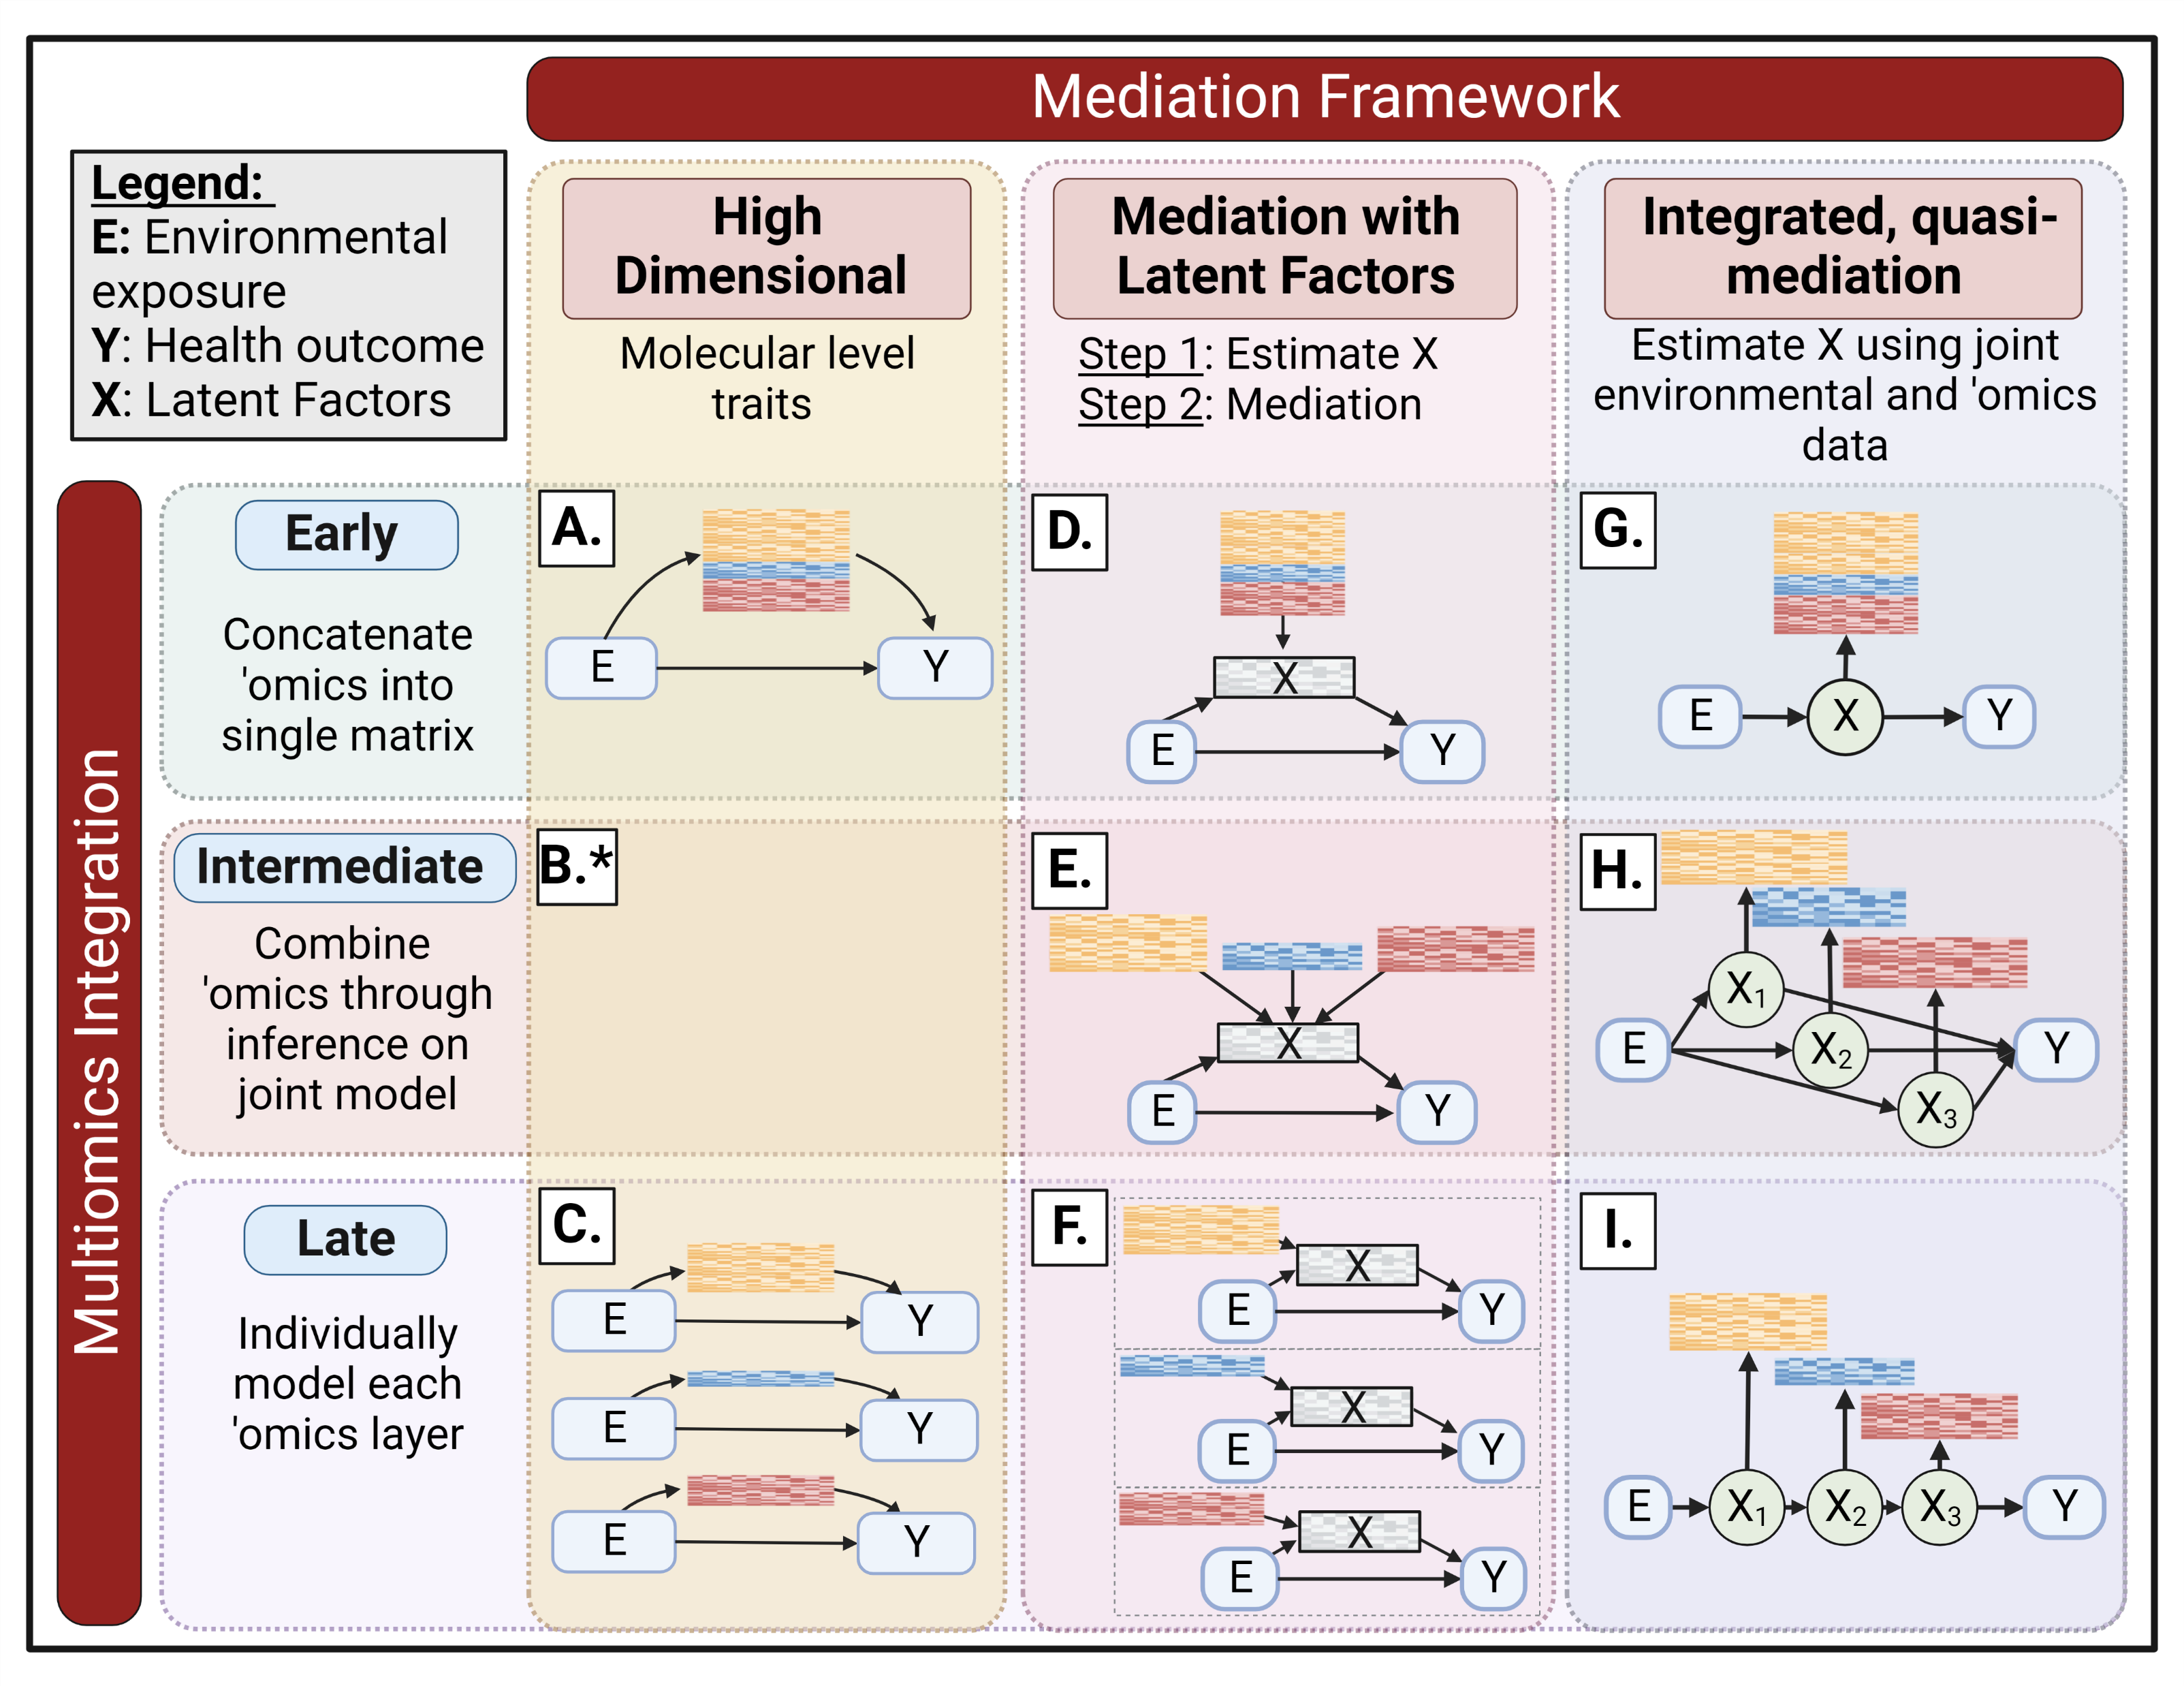 Mediation Framework
Legend:
E: Environmental
exposure
Y: Health outcome
X: Latent Factors
High
Dimensional
Molecular level
traits
Mediation with
Latent Factors
Step 1: Estimate X
Step 2: Mediation
Integrated, quasi-
mediation
Estimate X using joint
environmental and 'omics
data
Multiomics Integration
Early
Concatenate
'omics into
single matrix
A.
E
Y
D.
X
E
Y
G.
E
X
Y
Intermediate
Combine
'omics through
inference on
joint model
B.*
E.
X
E
Y
H.
X1
E
X2
Y
X3
Late
Individually
model each
'omics layer
C.
E
Y
E
Y
E
Y
F.
X
E
Y
X
E
Y
X
E
Y
I.
E
X1
X2
X3
Y